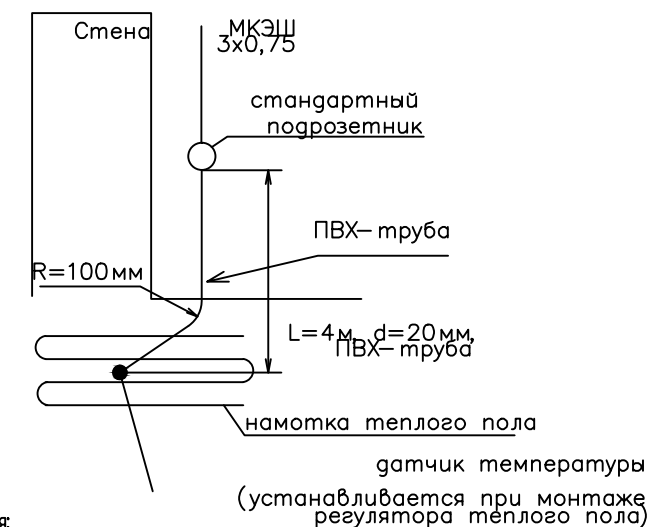 Стена
МКЭШ
3х0,75
стандартный
подрозетник
ПВХ-труба
R=100мм
L=4м, d=20мм,
ПВХ-труба
намотка теплого пола
датчик температуры
(устанавливается при монтаже
регулятора теплого пола)